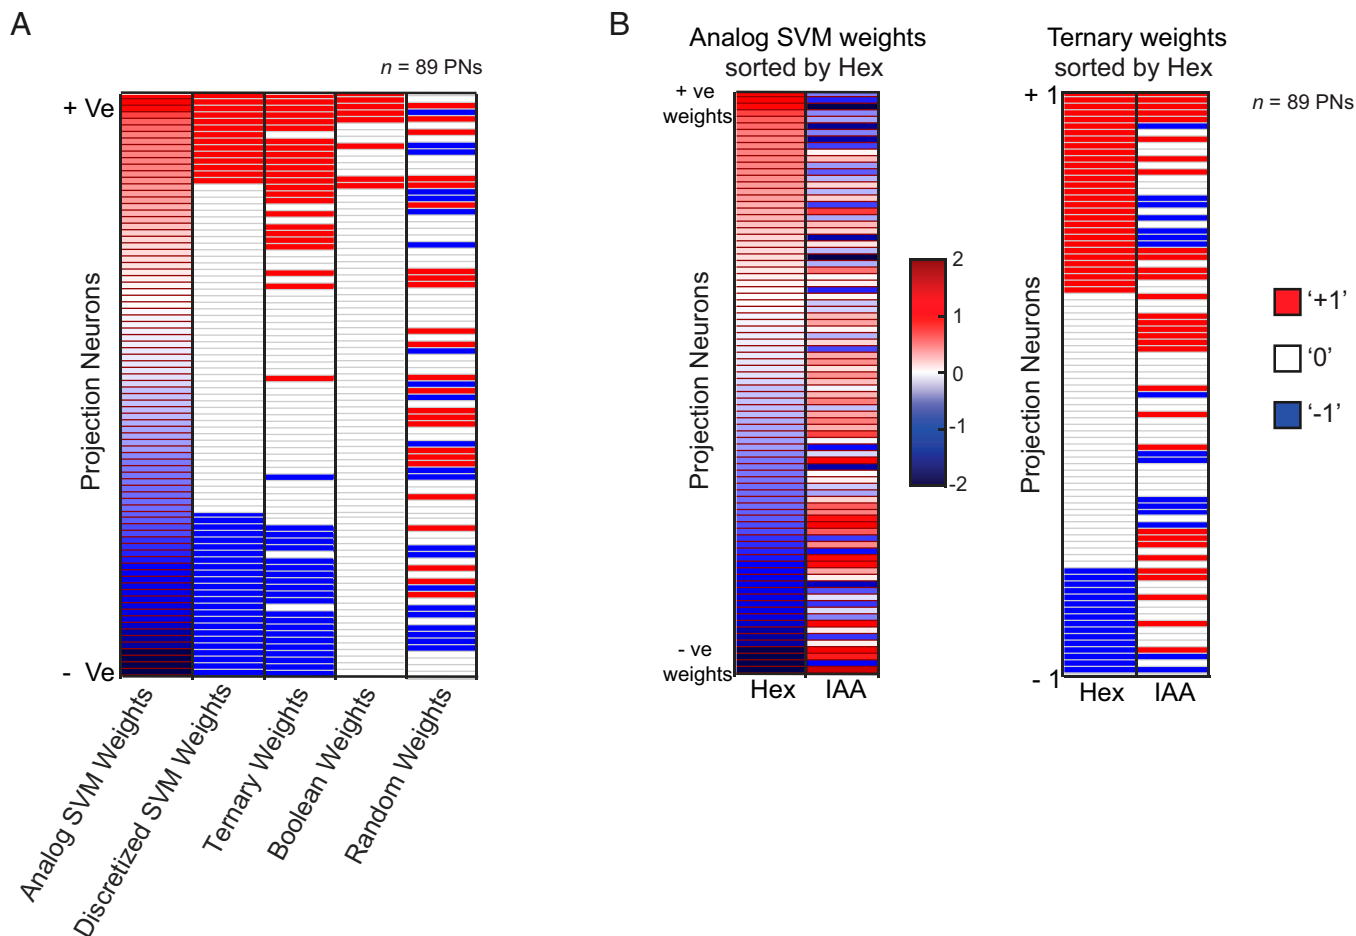 A
n = 89 PNs
+ Ve
Projection Neurons
- Ve
Analog SVM Weights
Discretized SVM Weights
Ternary Weights
Boolean Weights
Random Weights
B
Analog SVM weights
sorted by Hex
+ ve
weights
Projection Neurons
- ve
weights
Hex
IAA
2
1
0
-1
-2
Ternary weights
sorted by Hex
n = 89 PNs
+ 1
Projection Neurons
- 1
Hex
IAA
‘+1’
‘0’
‘-1’